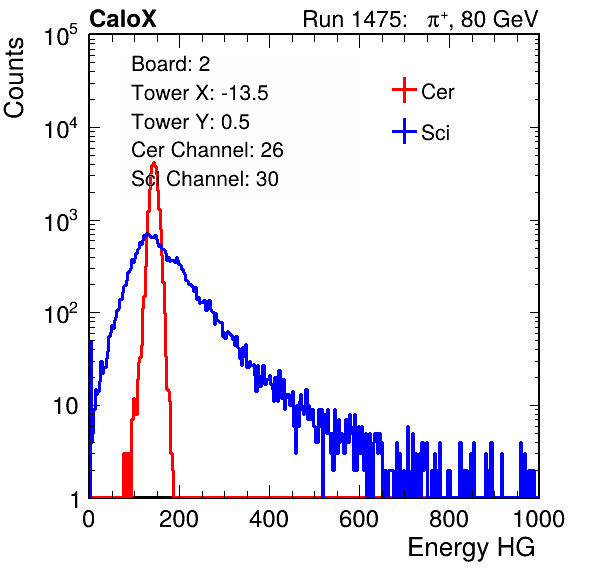 CaloX Run 1475: π⁺, 80 GeV
Counts
Board: 2
Tower X: -13.5
Tower Y: 0.5
Cer Channel: 26
Sci Channel: 30
Cer
Sci
10⁵
10⁴
10³
10²
10
1
0 200 400 600 800 1000
Energy HG